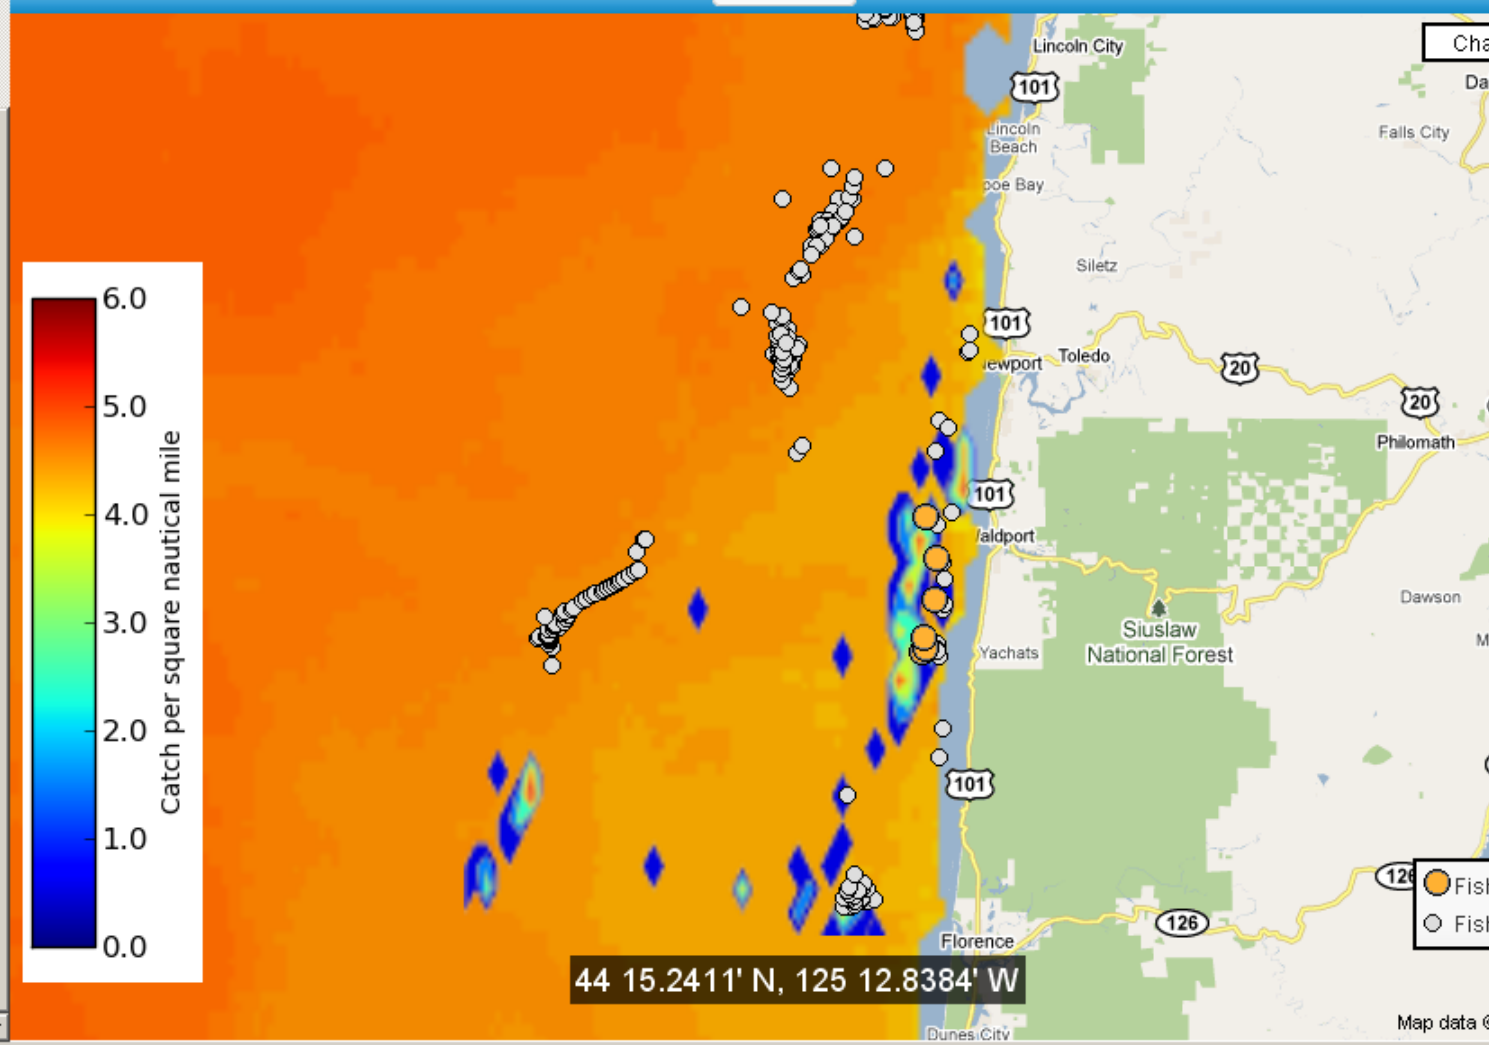 Lincoln City
Cha
101
Da
Lincoln
Beach
Falls City
poe Bay
Siletz
6.0
101
Toledo
ewport
20
5.0
20
Philomath
101
4.0
aldport
Dawson
3.0
Siuslaw
National Forest
Yachats
M
Catch per square nautical mile
2.0
101
1.0
126
Fish
126
Fish
0.0
Florence
44 15.2411' N, 125 12.8384' W
Map data ©
Dunes City